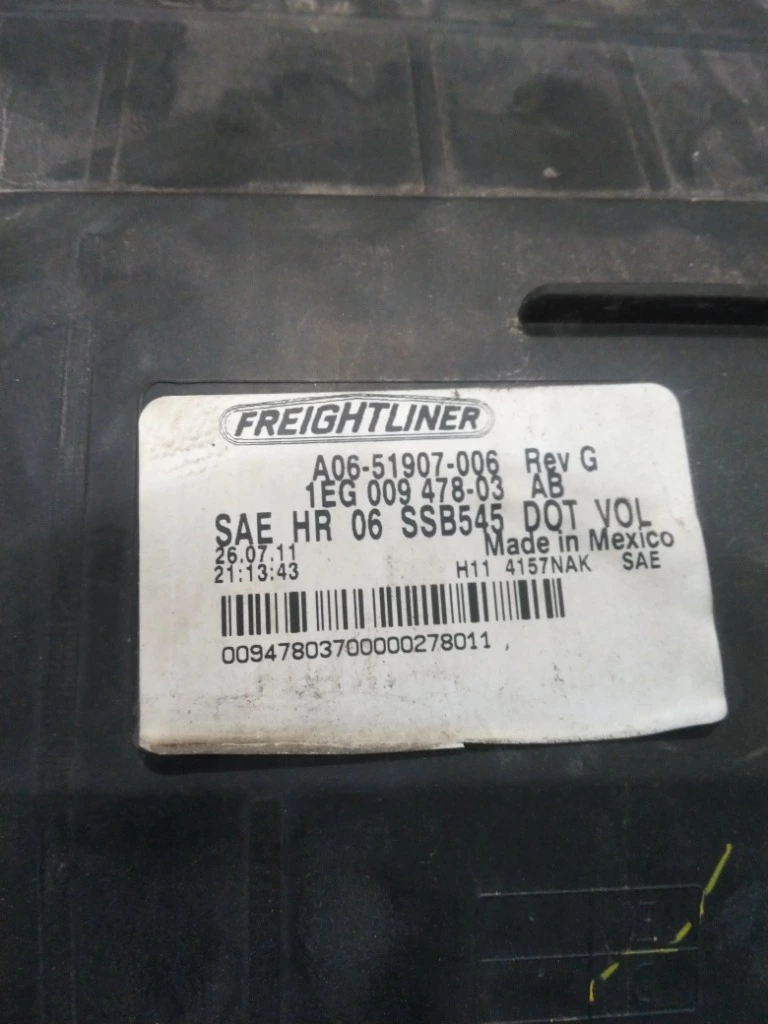 FREIGHTLINER
A06-51907-006 Rev G
1EG 009 478-03 AB
SAE HR 06 SSB545 DOT VOL
26.07.11 Made in Mexico
21:13:43 H11 4157NAK SAE
00947803700000278011